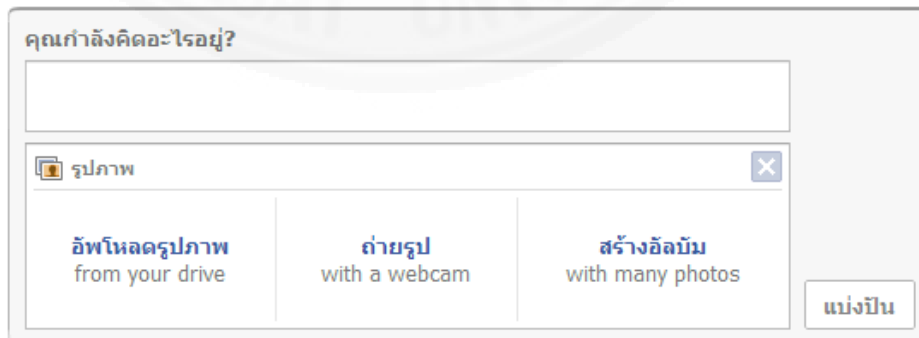 คุณกำลังคิดอะไรอยู่?
รูปภาพ
อัพโหลดรูปภาพ
from your drive
ถ่ายรูป
with a webcam
สร้างอัลบัม
with many photos
แบ่งปัน